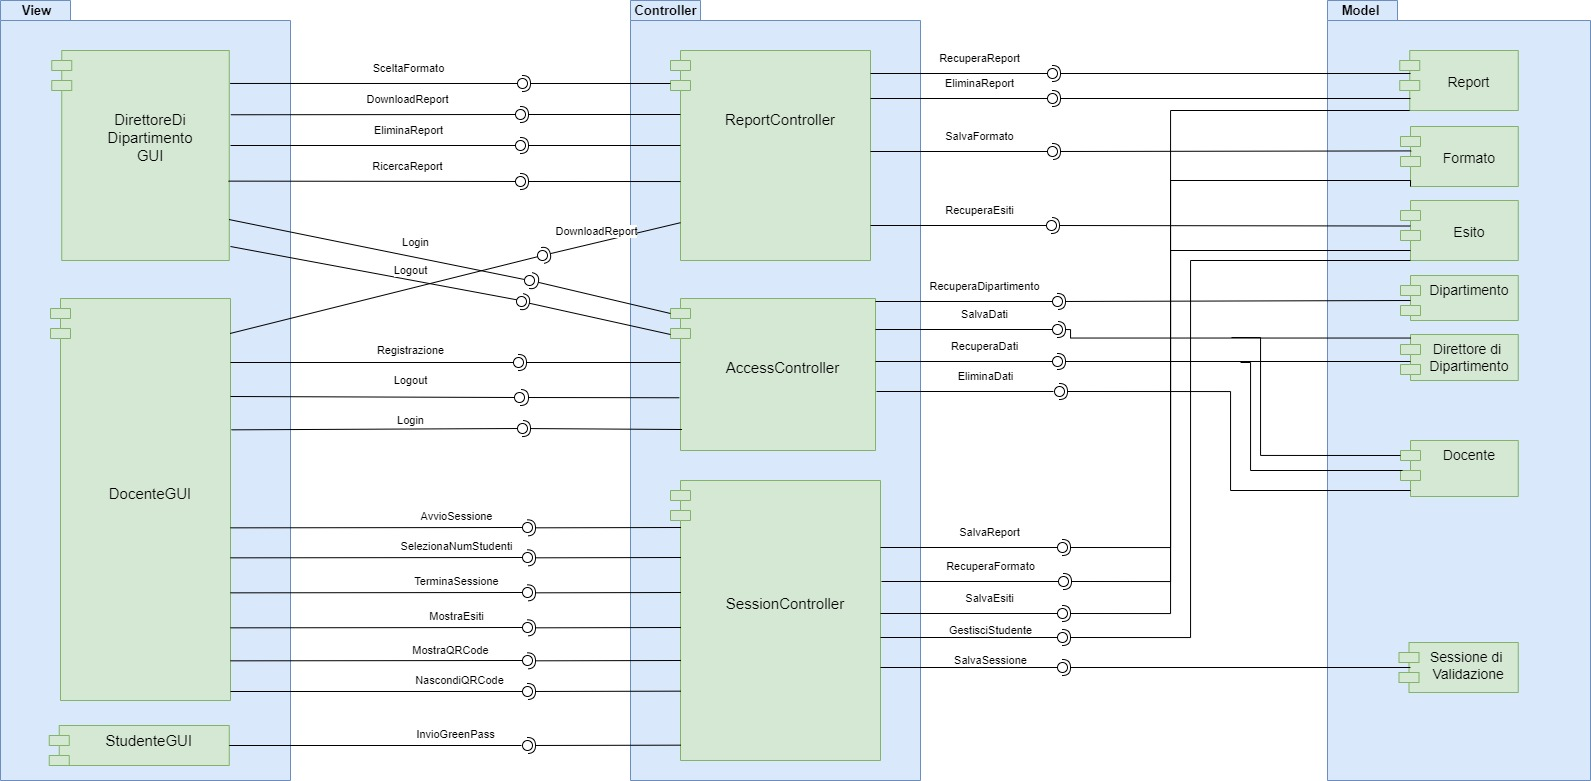 View
Controller
Model
DirettoreDi
Dipartimento
GUI
SceltaFormato
DownloadReport
EliminaReport
RicercaReport
Login
Logout
DownloadReport
ReportController
RecuperaReport
EliminaReport
SalvaFormato
RecuperaEsiti
Report
Formato
Esito
DocenteGUI
Registrazione
Logout
Login
AccessController
RecuperaDipartimento
SalvaDati
RecuperaDati
EliminaDati
Dipartimento
Direttore di
Dipartimento
Docente
AvvioSessione
SelezionaNumStudenti
TerminaSessione
MostraEsiti
MostraQRCode
NascondiQRCode
SessionController
SalvaReport
RecuperaFormato
SalvaEsiti
GestisciStudente
SalvaSessione
Sessione di
Validazione
StudenteGUI
InvioGreenPass